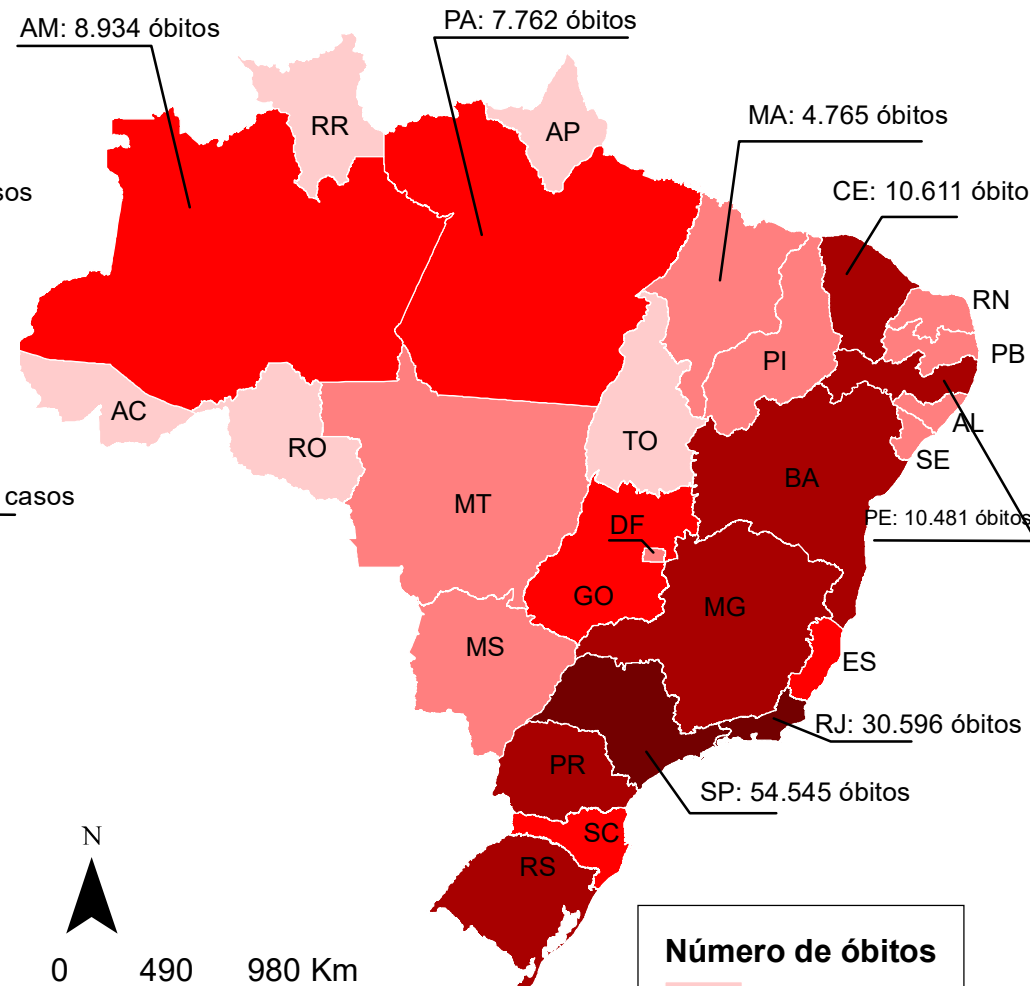 AM: 8.934 óbitos
PA: 7.762 óbitos
RR
AP
MA: 4.765 óbitos
CE: 10.611 óbito
RN
PB
PI
AC
RO
TO
AL
SE
BA
casos
MT
DF
PE: 10.481 óbitos
GO
MG
MS
ES
RJ: 30.596 óbitos
PR
SP: 54.545 óbitos
SC
RS
N
0 490 980 Km
Número de óbitos